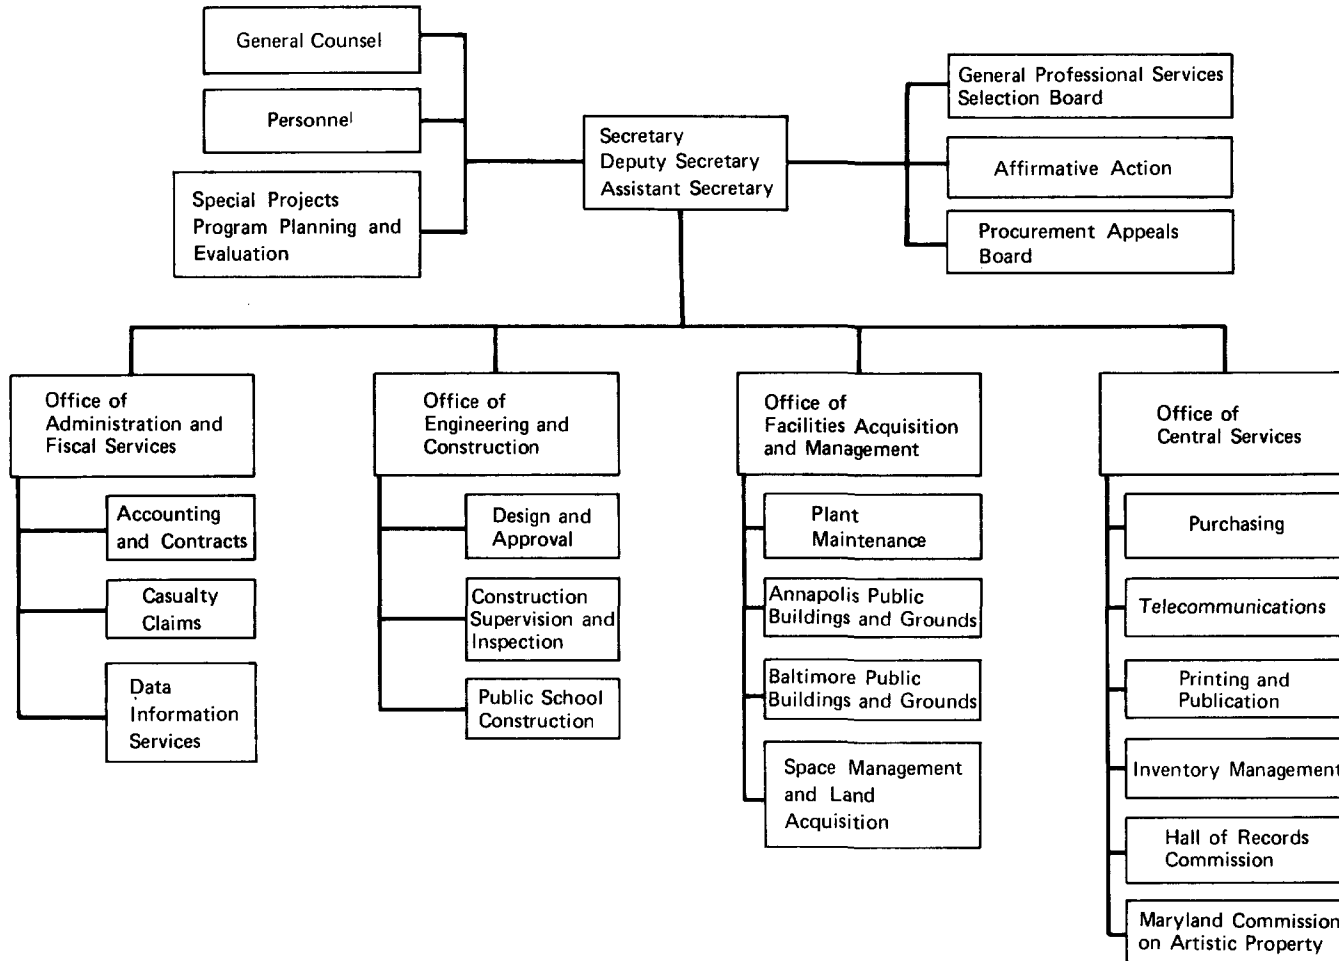 General Counsel
Personnel
Special Projects
Program Planning and
Evaluation
Secretary
Deputy Secretary
Assistant Secretary
General Professional Services
Selection Board
Affirmative Action
Procurement Appeals
Board
Office of
Administration and
Fiscal Services
Accounting
and Contracts
Casualty
Claims
Data
Information
Services
Office of
Engineering and
Construction
Design and
Approval
Construction
Supervision and
Inspection
Public School
Construction
Office of
Facilities Acquisition
and Management
Plant
Maintenance
Annapolis Public
Buildings and Grounds
Baltimore Public
Buildings and Grounds
Space Management
and Land
Acquisition
Office of
Central Services
Purchasing
Telecommunications
Printing and
Publication
Inventory Management
Hall of Records
Commission
Maryland Commission
on Artistic Property